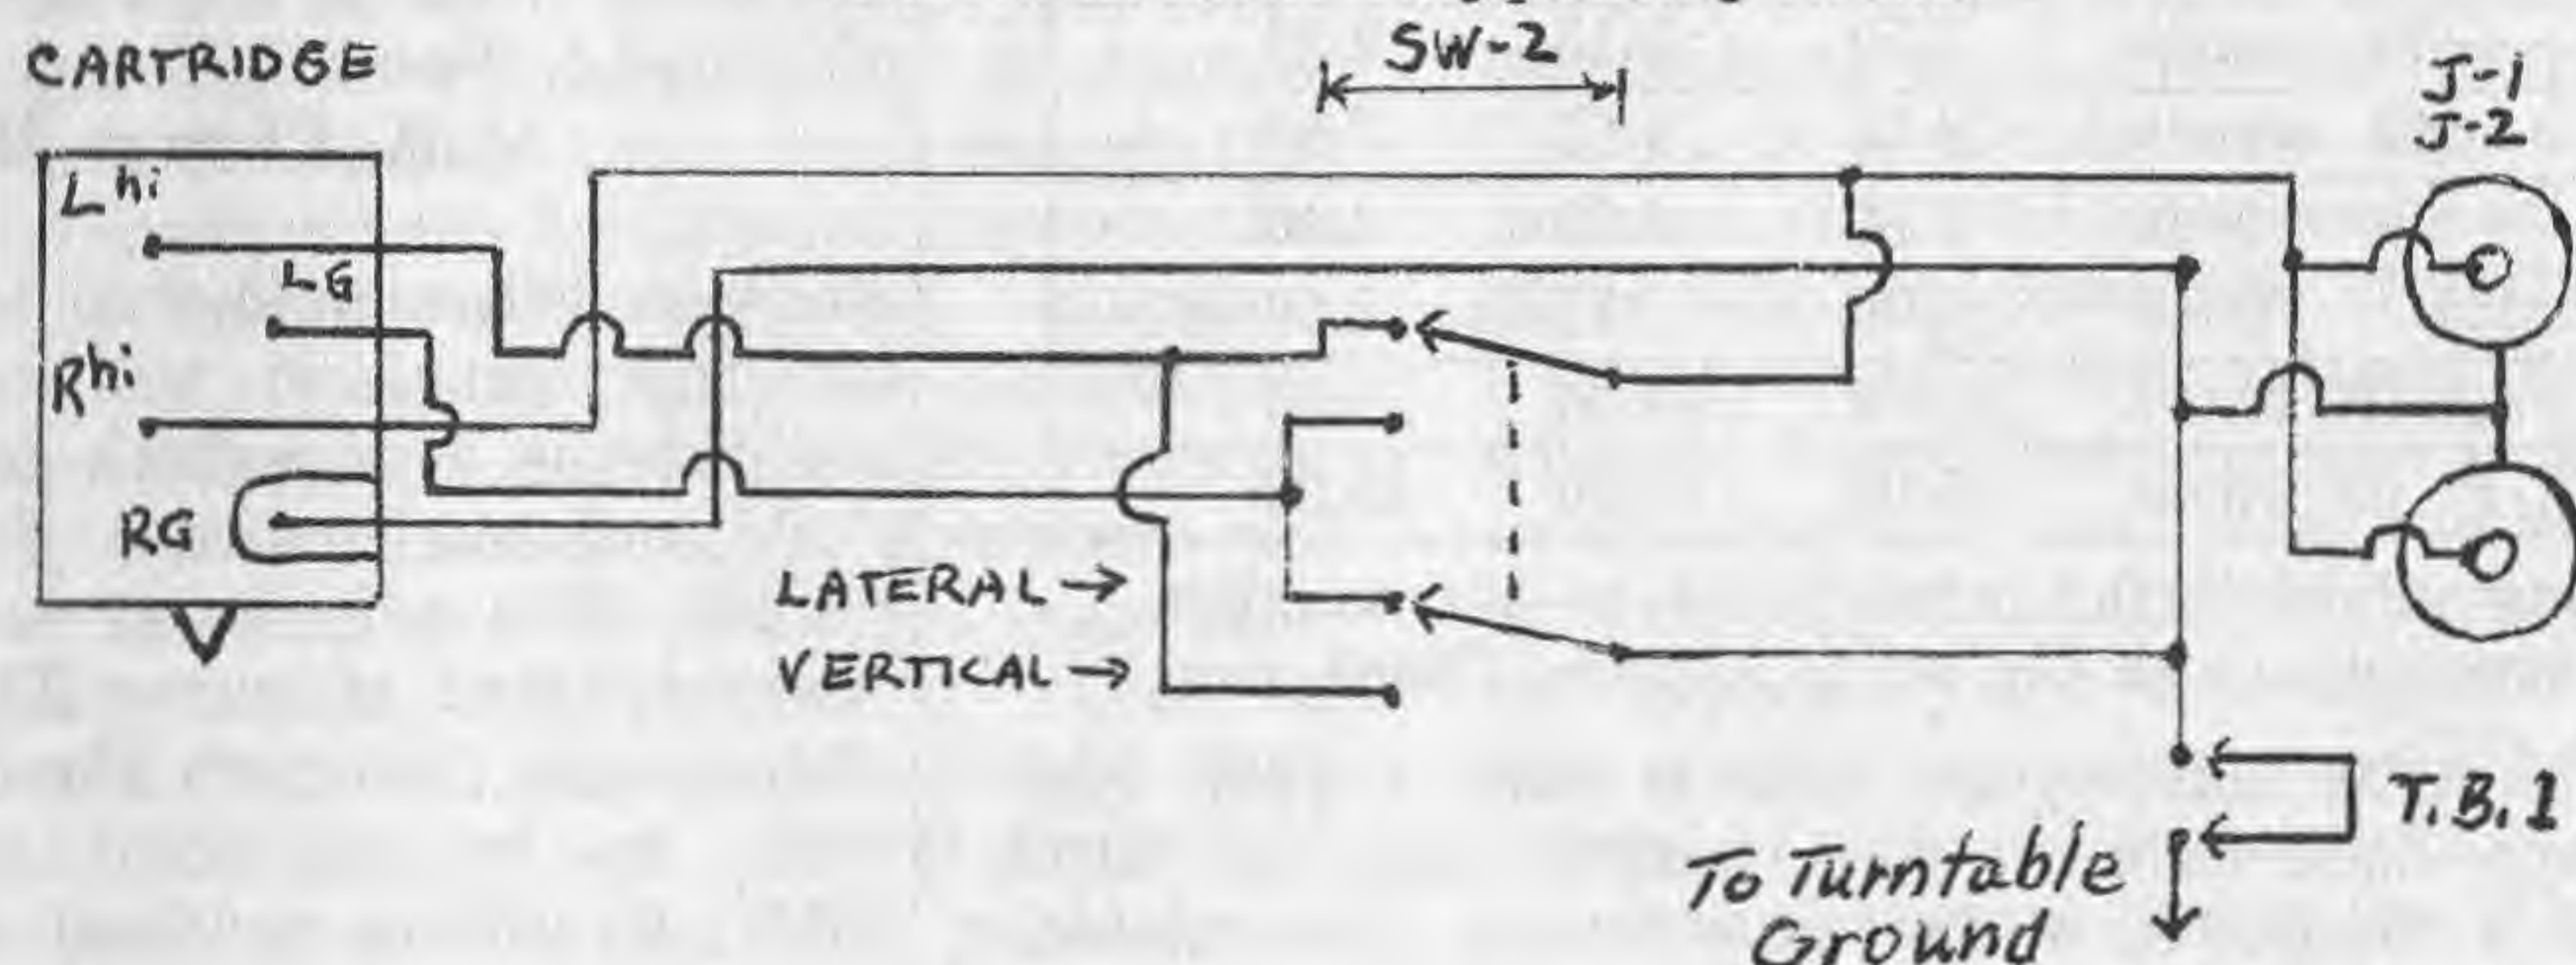 SW-2
CARTRIDGE
J-1
J-2
Lhi
LG
Rhi
RG
LATERAL →
VERTICAL →
T.B.1
To Turntable
Ground